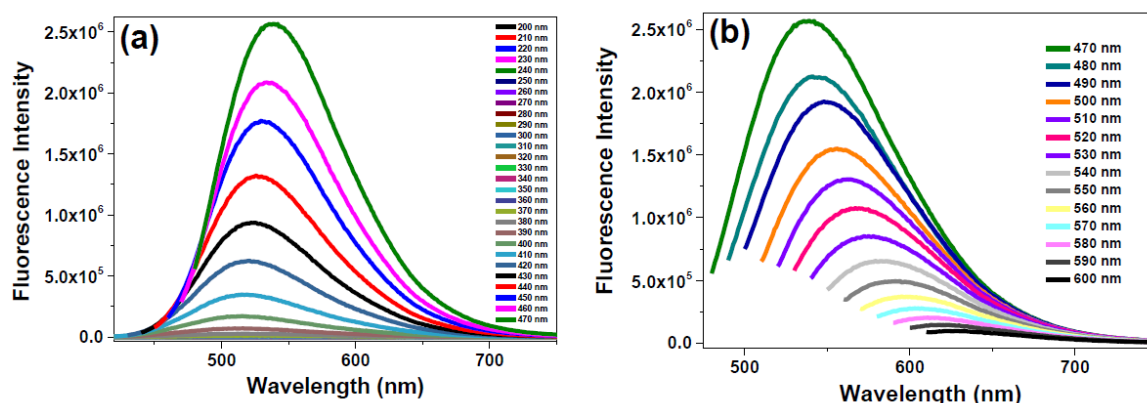 (a)
Fluorescence Intensity
2.5x10⁶
2.0x10⁶
1.5x10⁶
1.0x10⁶
5.0x10⁵
0.0
500
600
700
Wavelength (nm)
200 nm
210 nm
220 nm
230 nm
240 nm
250 nm
260 nm
270 nm
280 nm
290 nm
300 nm
310 nm
320 nm
330 nm
340 nm
350 nm
360 nm
370 nm
380 nm
390 nm
400 nm
410 nm
420 nm
430 nm
440 nm
450 nm
460 nm
470 nm
(b)
Fluorescence Intensity
2.5x10⁶
2.0x10⁶
1.5x10⁶
1.0x10⁶
5.0x10⁵
0.0
500
600
700
Wavelength (nm)
470 nm
480 nm
490 nm
500 nm
510 nm
520 nm
530 nm
540 nm
550 nm
560 nm
570 nm
580 nm
590 nm
600 nm